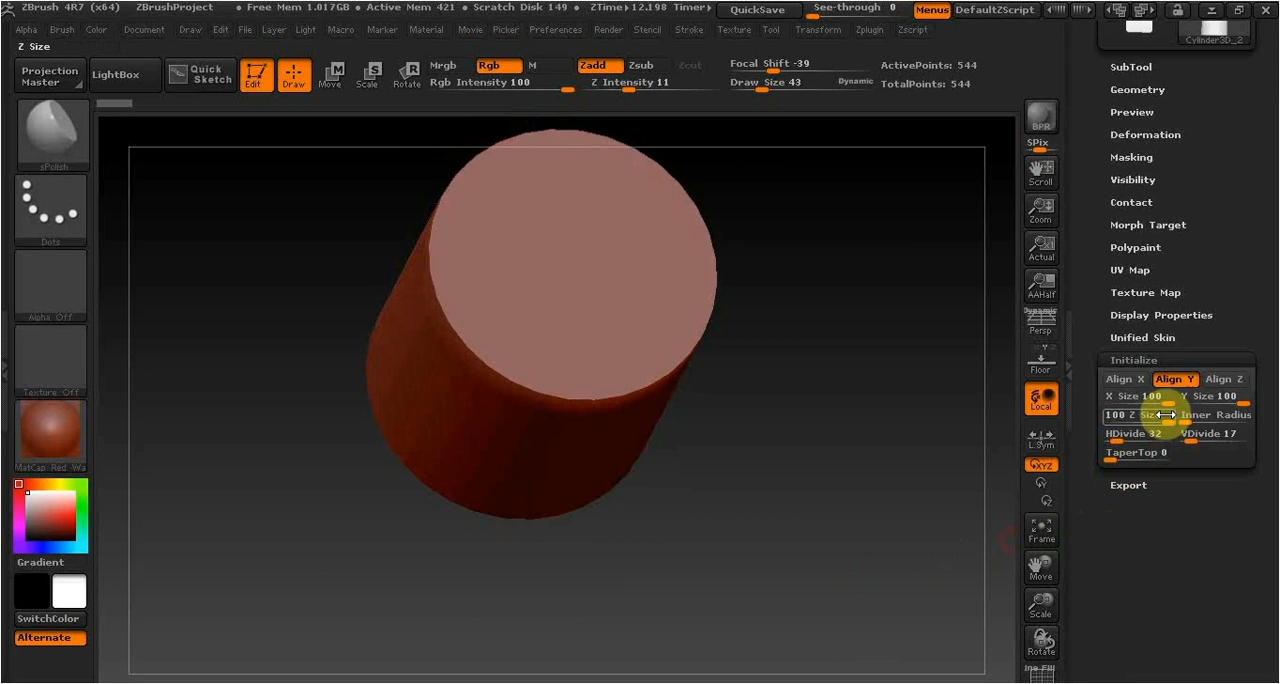 ZBrush 4R7 (x64) ZBrushProject • Free Mem 1.017GB • Active Mem 421 • Scratch Disk 149 • ZTime▸12.198 Timer▸ QuickSave See-through 0 Menus DefaultZScript
Alpha Brush Color Document Draw Edit File Layer Light Macro Marker Material Movie Picker Preferences Render Stencil Stroke Texture Tool Transform Zplugin Zscript
Z Size
Projection Master
LightBox
Quick Sketch
Edit
Draw
Move
Scale
Rotate
Mrgb Rgb M
Rgb Intensity 100
Zadd Zsub Zcut
Z Intensity 11
Focal Shift -39
Draw Size 43 Dynamic
ActivePoints: 544
TotalPoints: 544
sPolish
Dots
Alpha Off
Texture Off
MatCap Red Wa
Gradient
SwitchColor
Alternate
BPR
SPix
Scroll
Zoom
Actual
AAHalf
Dynamic
Persp
Floor
Local
L.Sym
XYZ
Frame
Move
Scale
Rotate
Line Fill
Cylinder3D_2
SubTool
Geometry
Preview
Deformation
Masking
Visibility
Contact
Morph Target
Polypaint
UV Map
Texture Map
Display Properties
Unified Skin
Initialize
Align X Align Y Align Z
X Size 100 Y Size 100
100 Z Siz Inner Radius
HDivide 32 VDivide 17
TaperTop 0
Export